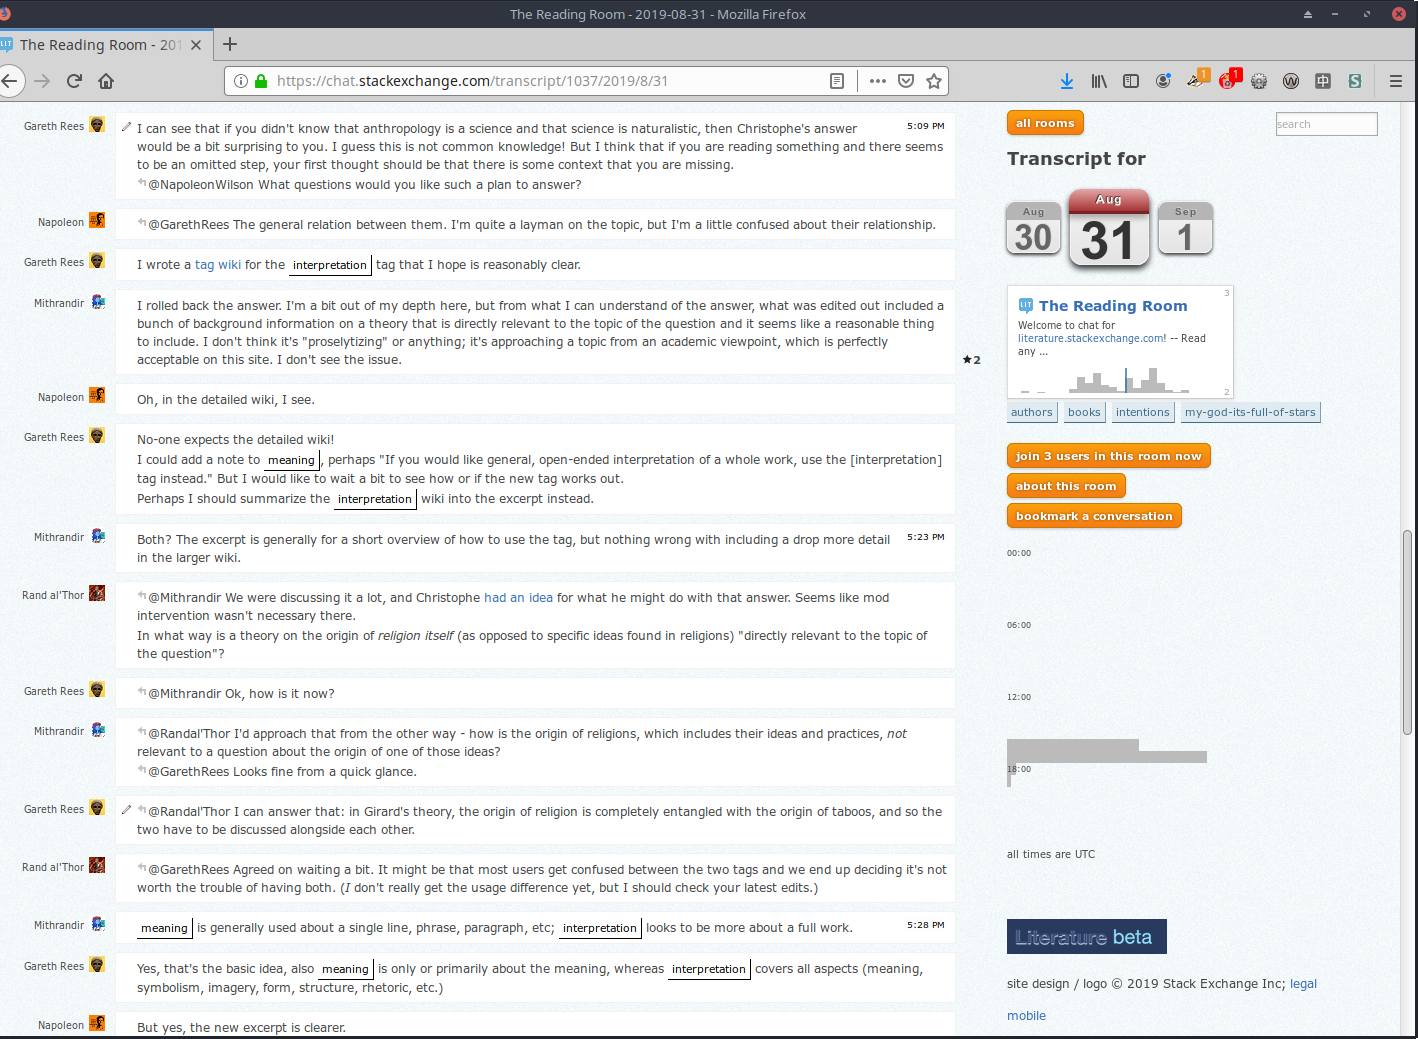 The Reading Room - 2019-08-31 - Mozilla Firefox
The Reading Room - 201
https://chat.stackexchange.com/transcript/1037/2019/8/31
1
1
Gareth Rees
I can see that if you didn't know that anthropology is a science and that science is naturalistic, then Christophe's answer
5:09 PM
would be a bit surprising to you. I guess this is not common knowledge! But I think that if you are reading something and there seems
to be an omitted step, your first thought should be that there is some context that you are missing.
@NapoleonWilson What questions would you like such a plan to answer?
Napoleon
@GarethRees The general relation between them. I'm quite a layman on the topic, but I'm a little confused about their relationship.
Gareth Rees
I wrote a tag wiki for the interpretation tag that I hope is reasonably clear.
Mithrandir
I rolled back the answer. I'm a bit out of my depth here, but from what I can understand of the answer, what was edited out included a
bunch of background information on a theory that is directly relevant to the topic of the question and it seems like a reasonable thing
to include. I don't think it's "proselytizing" or anything; it's approaching a topic from an academic viewpoint, which is perfectly
acceptable on this site. I don't see the issue.
★2
Napoleon
Oh, in the detailed wiki, I see.
Gareth Rees
No-one expects the detailed wiki!
I could add a note to meaning, perhaps "If you would like general, open-ended interpretation of a whole work, use the [interpretation]
tag instead." But I would like to wait a bit to see how or if the new tag works out.
Perhaps I should summarize the interpretation wiki into the excerpt instead.
Mithrandir
Both? The excerpt is generally for a short overview of how to use the tag, but nothing wrong with including a drop more detail
5:23 PM
in the larger wiki.
Rand al'Thor
@Mithrandir We were discussing it a lot, and Christophe had an idea for what he might do with that answer. Seems like mod
intervention wasn't necessary there.
In what way is a theory on the origin of religion itself (as opposed to specific ideas found in religions) "directly relevant to the topic of
the question"?
Gareth Rees
@Mithrandir Ok, how is it now?
Mithrandir
@Randal'Thor I'd approach that from the other way - how is the origin of religions, which includes their ideas and practices, not
relevant to a question about the origin of one of those ideas?
@GarethRees Looks fine from a quick glance.
Gareth Rees
@Randal'Thor I can answer that: in Girard's theory, the origin of religion is completely entangled with the origin of taboos, and so the
two have to be discussed alongside each other.
Rand al'Thor
@GarethRees Agreed on waiting a bit. It might be that most users get confused between the two tags and we end up deciding it's not
worth the trouble of having both. (I don't really get the usage difference yet, but I should check your latest edits.)
Mithrandir
meaning is generally used about a single line, phrase, paragraph, etc; interpretation looks to be more about a full work.
5:28 PM
Gareth Rees
Yes, that's the basic idea, also meaning is only or primarily about the meaning, whereas interpretation covers all aspects (meaning,
symbolism, imagery, form, structure, rhetoric, etc.)
Napoleon
But yes, the new excerpt is clearer.
all rooms
search
Transcript for
Aug
30
Aug
31
Sep
1
3
LIT The Reading Room
Welcome to chat for
literature.stackexchange.com! -- Read
any ...
2
authors
books
intentions
my-god-its-full-of-stars
join 3 users in this room now
about this room
bookmark a conversation
00:00
06:00
12:00
18:00
all times are UTC
Literature beta
site design / logo © 2019 Stack Exchange Inc; legal
mobile